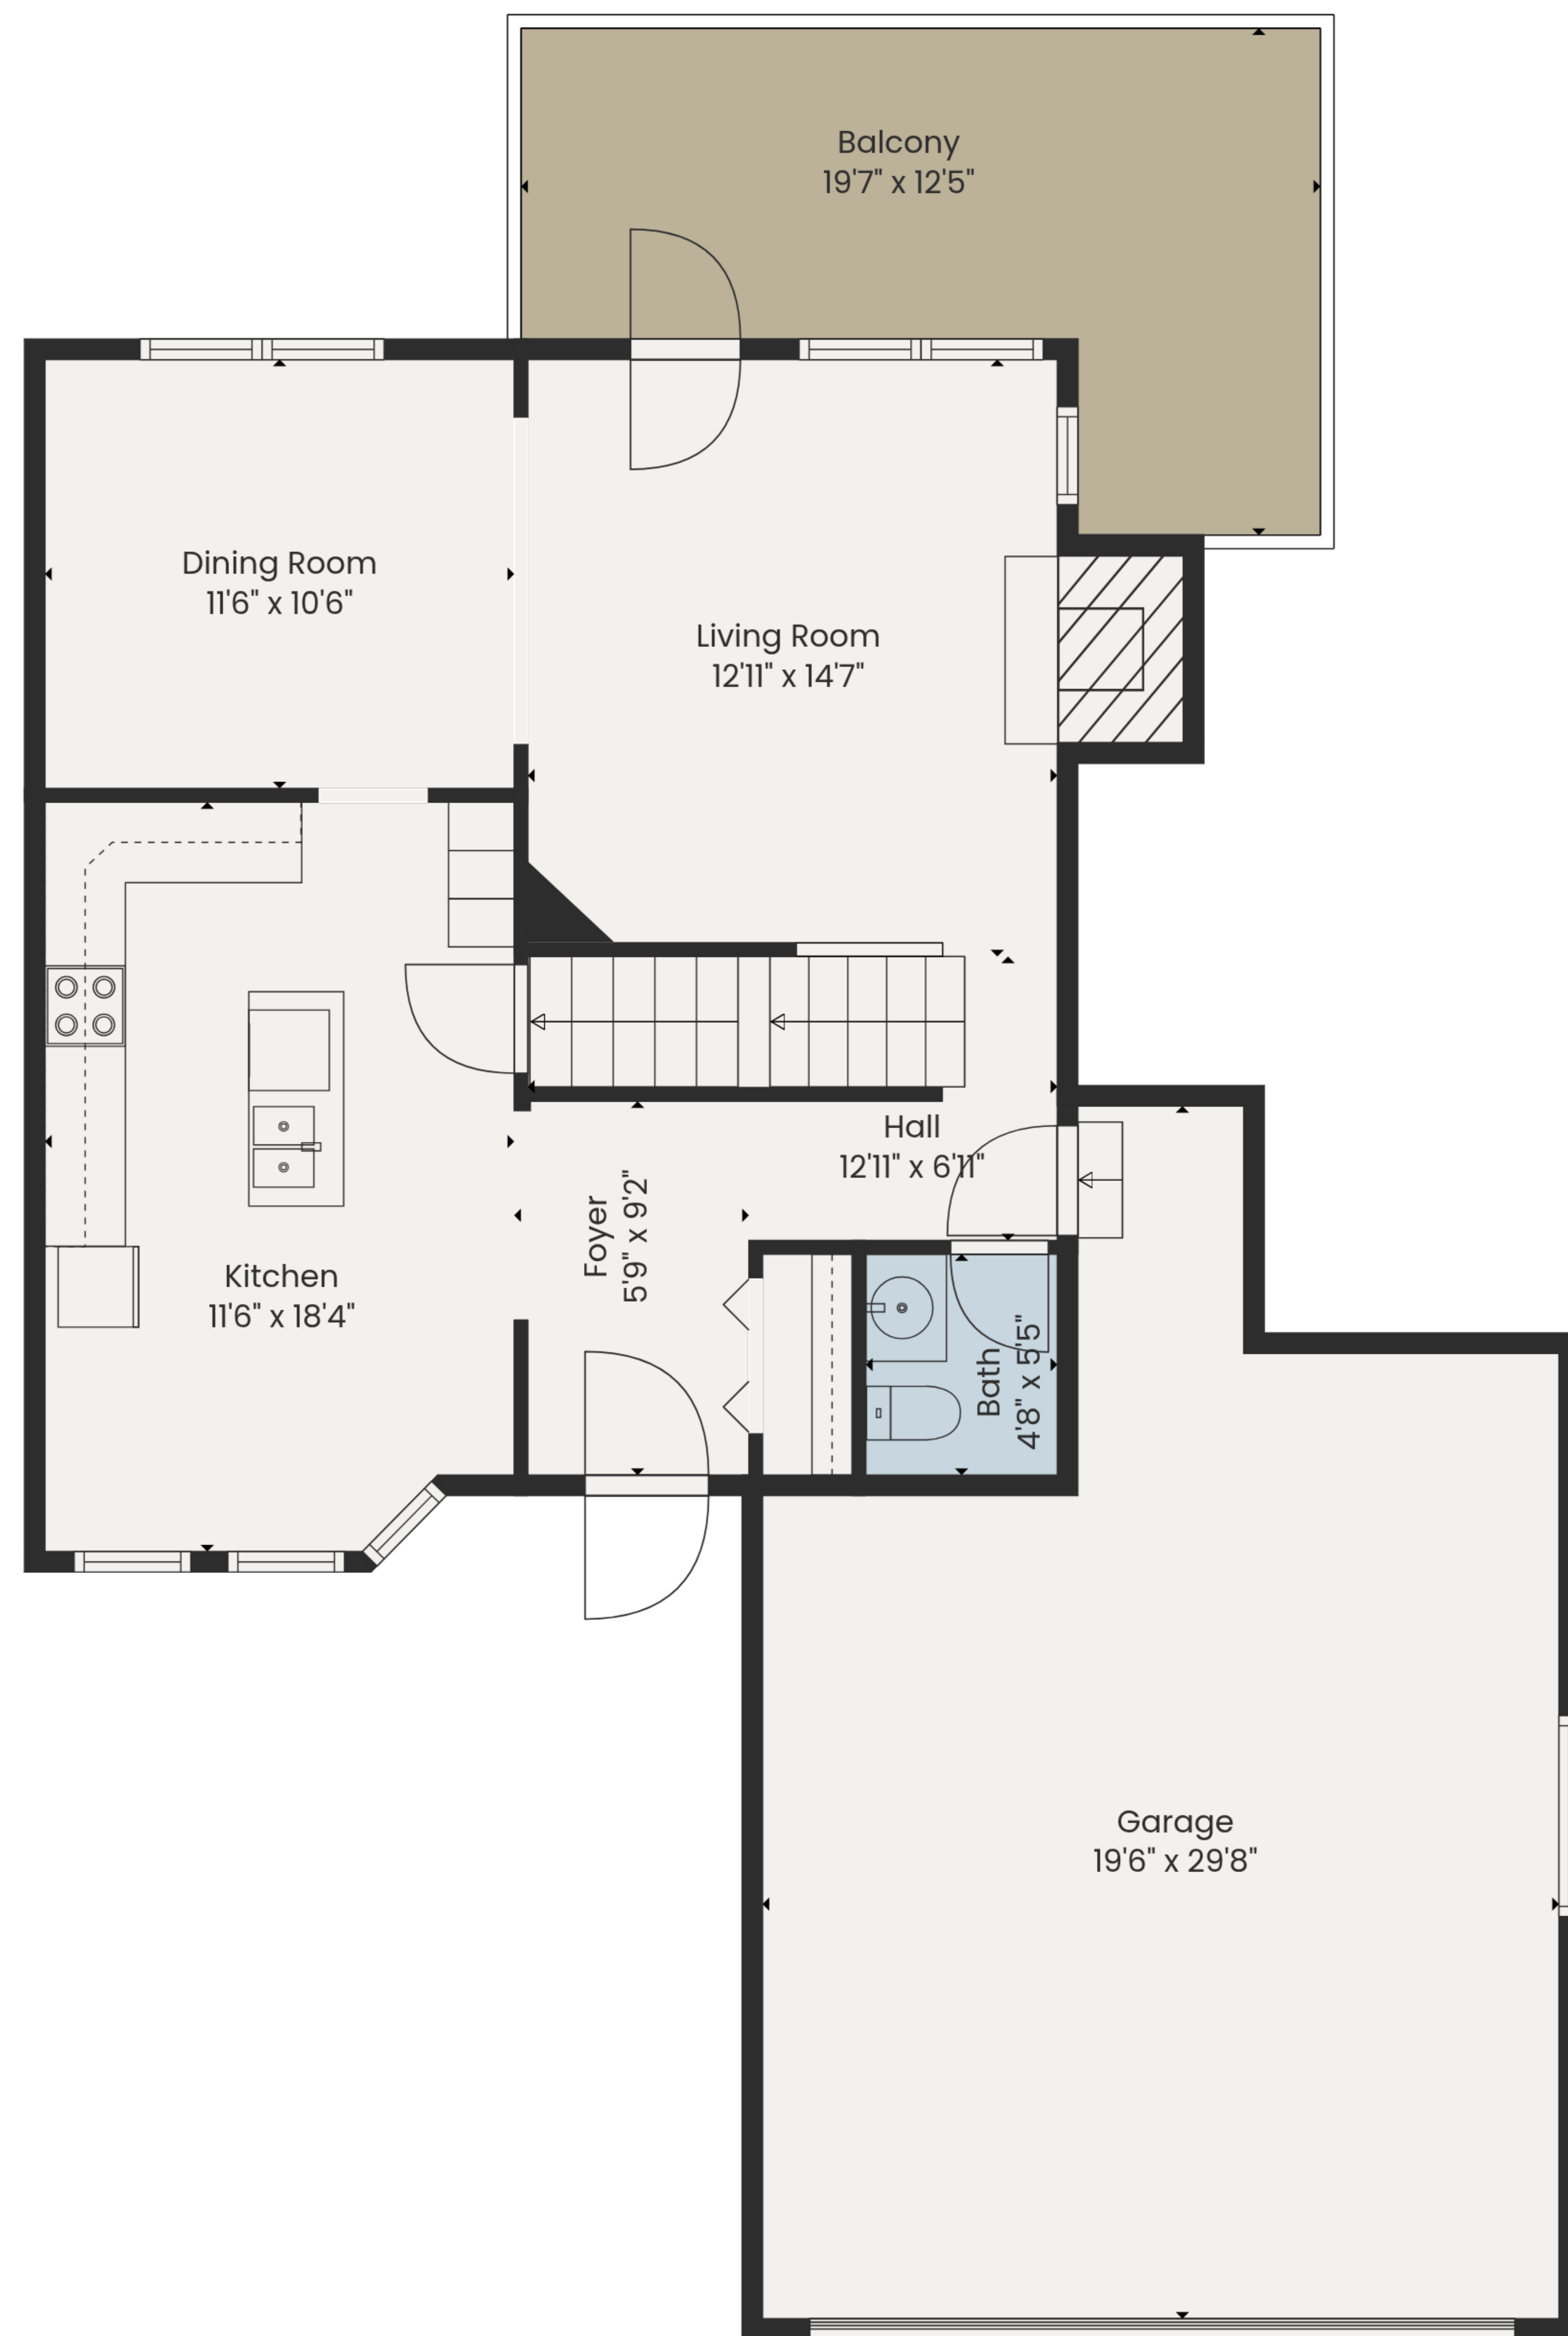 Balcony
19'7" x 12'5"
Dining Room
11'6" x 10'6"
Living Room
12'11" x 14'7"
Hall
12'11" x 6'11"
Foyer
5'9" x 9'2"
Kitchen
11'6" x 18'4"
Bath
4'8" x 5'5"
Garage
19'6" x 29'8"